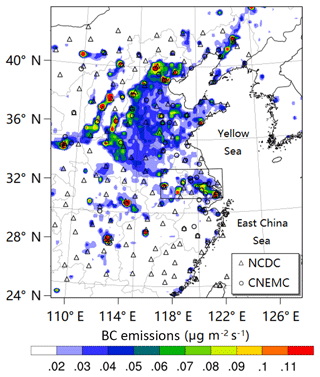 40° N
36° N
32° N
28° N
24° N
Yellow
Sea
East China
Sea
△ NCDC
○ CNEMC
110° E 114° E 118° E 122° E 126° E
BC emissions (μg m⁻² s⁻¹)
.02 .03 .04 .05 .06 .07 .08 .09 .1 .11